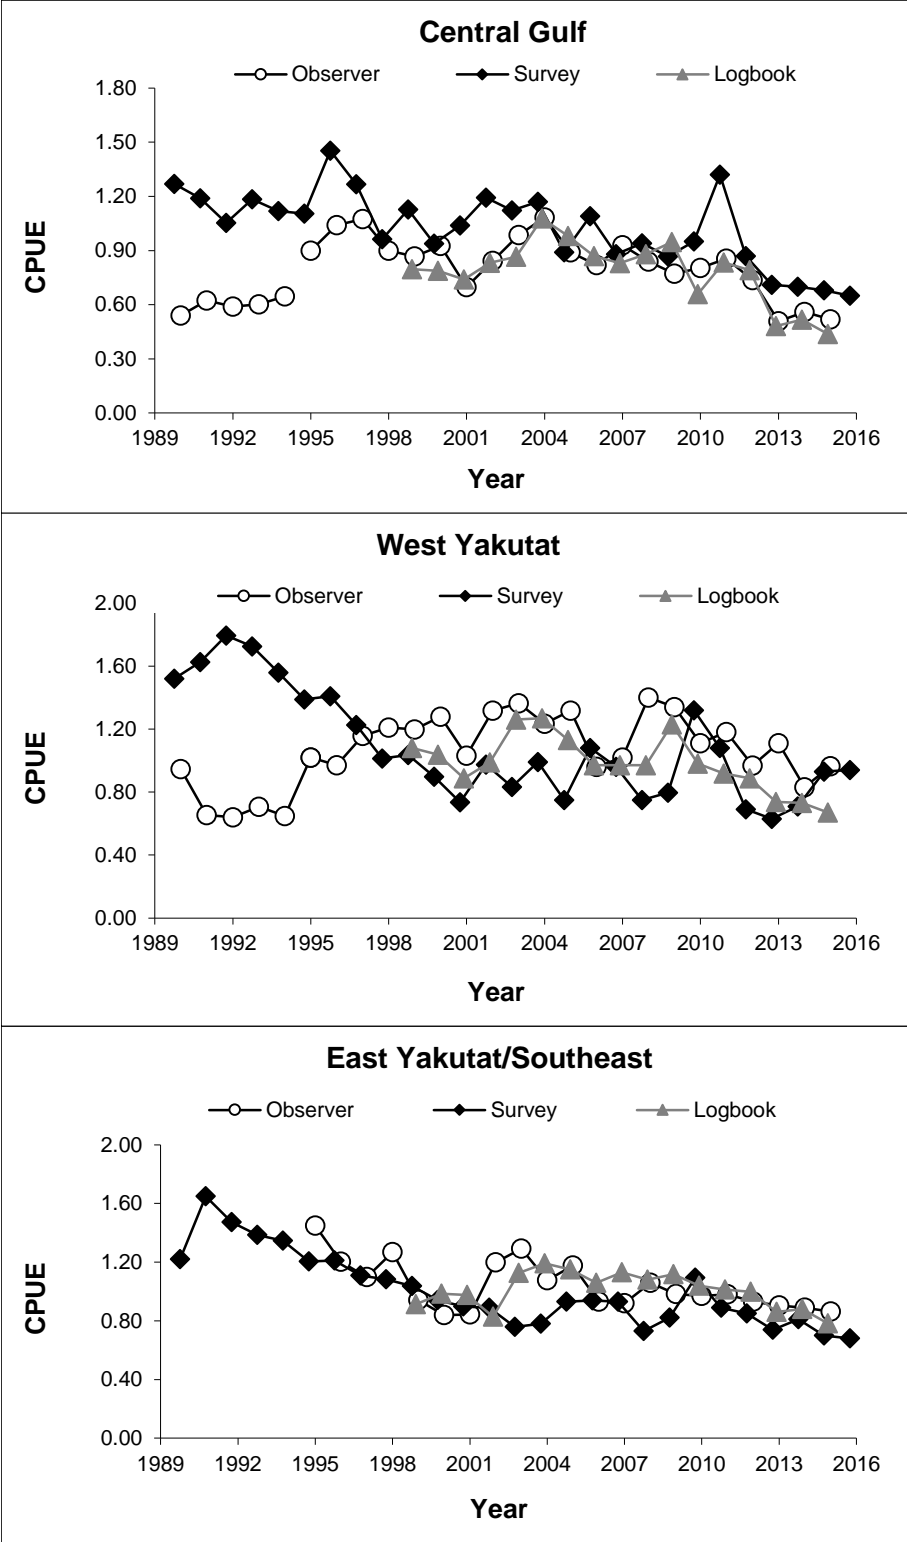 Central Gulf
Observer Survey Logbook
1.80
1.50
1.20
0.90
0.60
0.30
0.00
CPUE
1989 1992 1995 1998 2001 2004 2007 2010 2013 2016
Year
West Yakutat
Observer Survey Logbook
2.00
1.60
1.20
0.80
0.40
0.00
CPUE
1989 1992 1995 1998 2001 2004 2007 2010 2013 2016
Year
East Yakutat/Southeast
Observer Survey Logbook
2.00
1.60
1.20
0.80
0.40
0.00
CPUE
1989 1992 1995 1998 2001 2004 2007 2010 2013 2016
Year